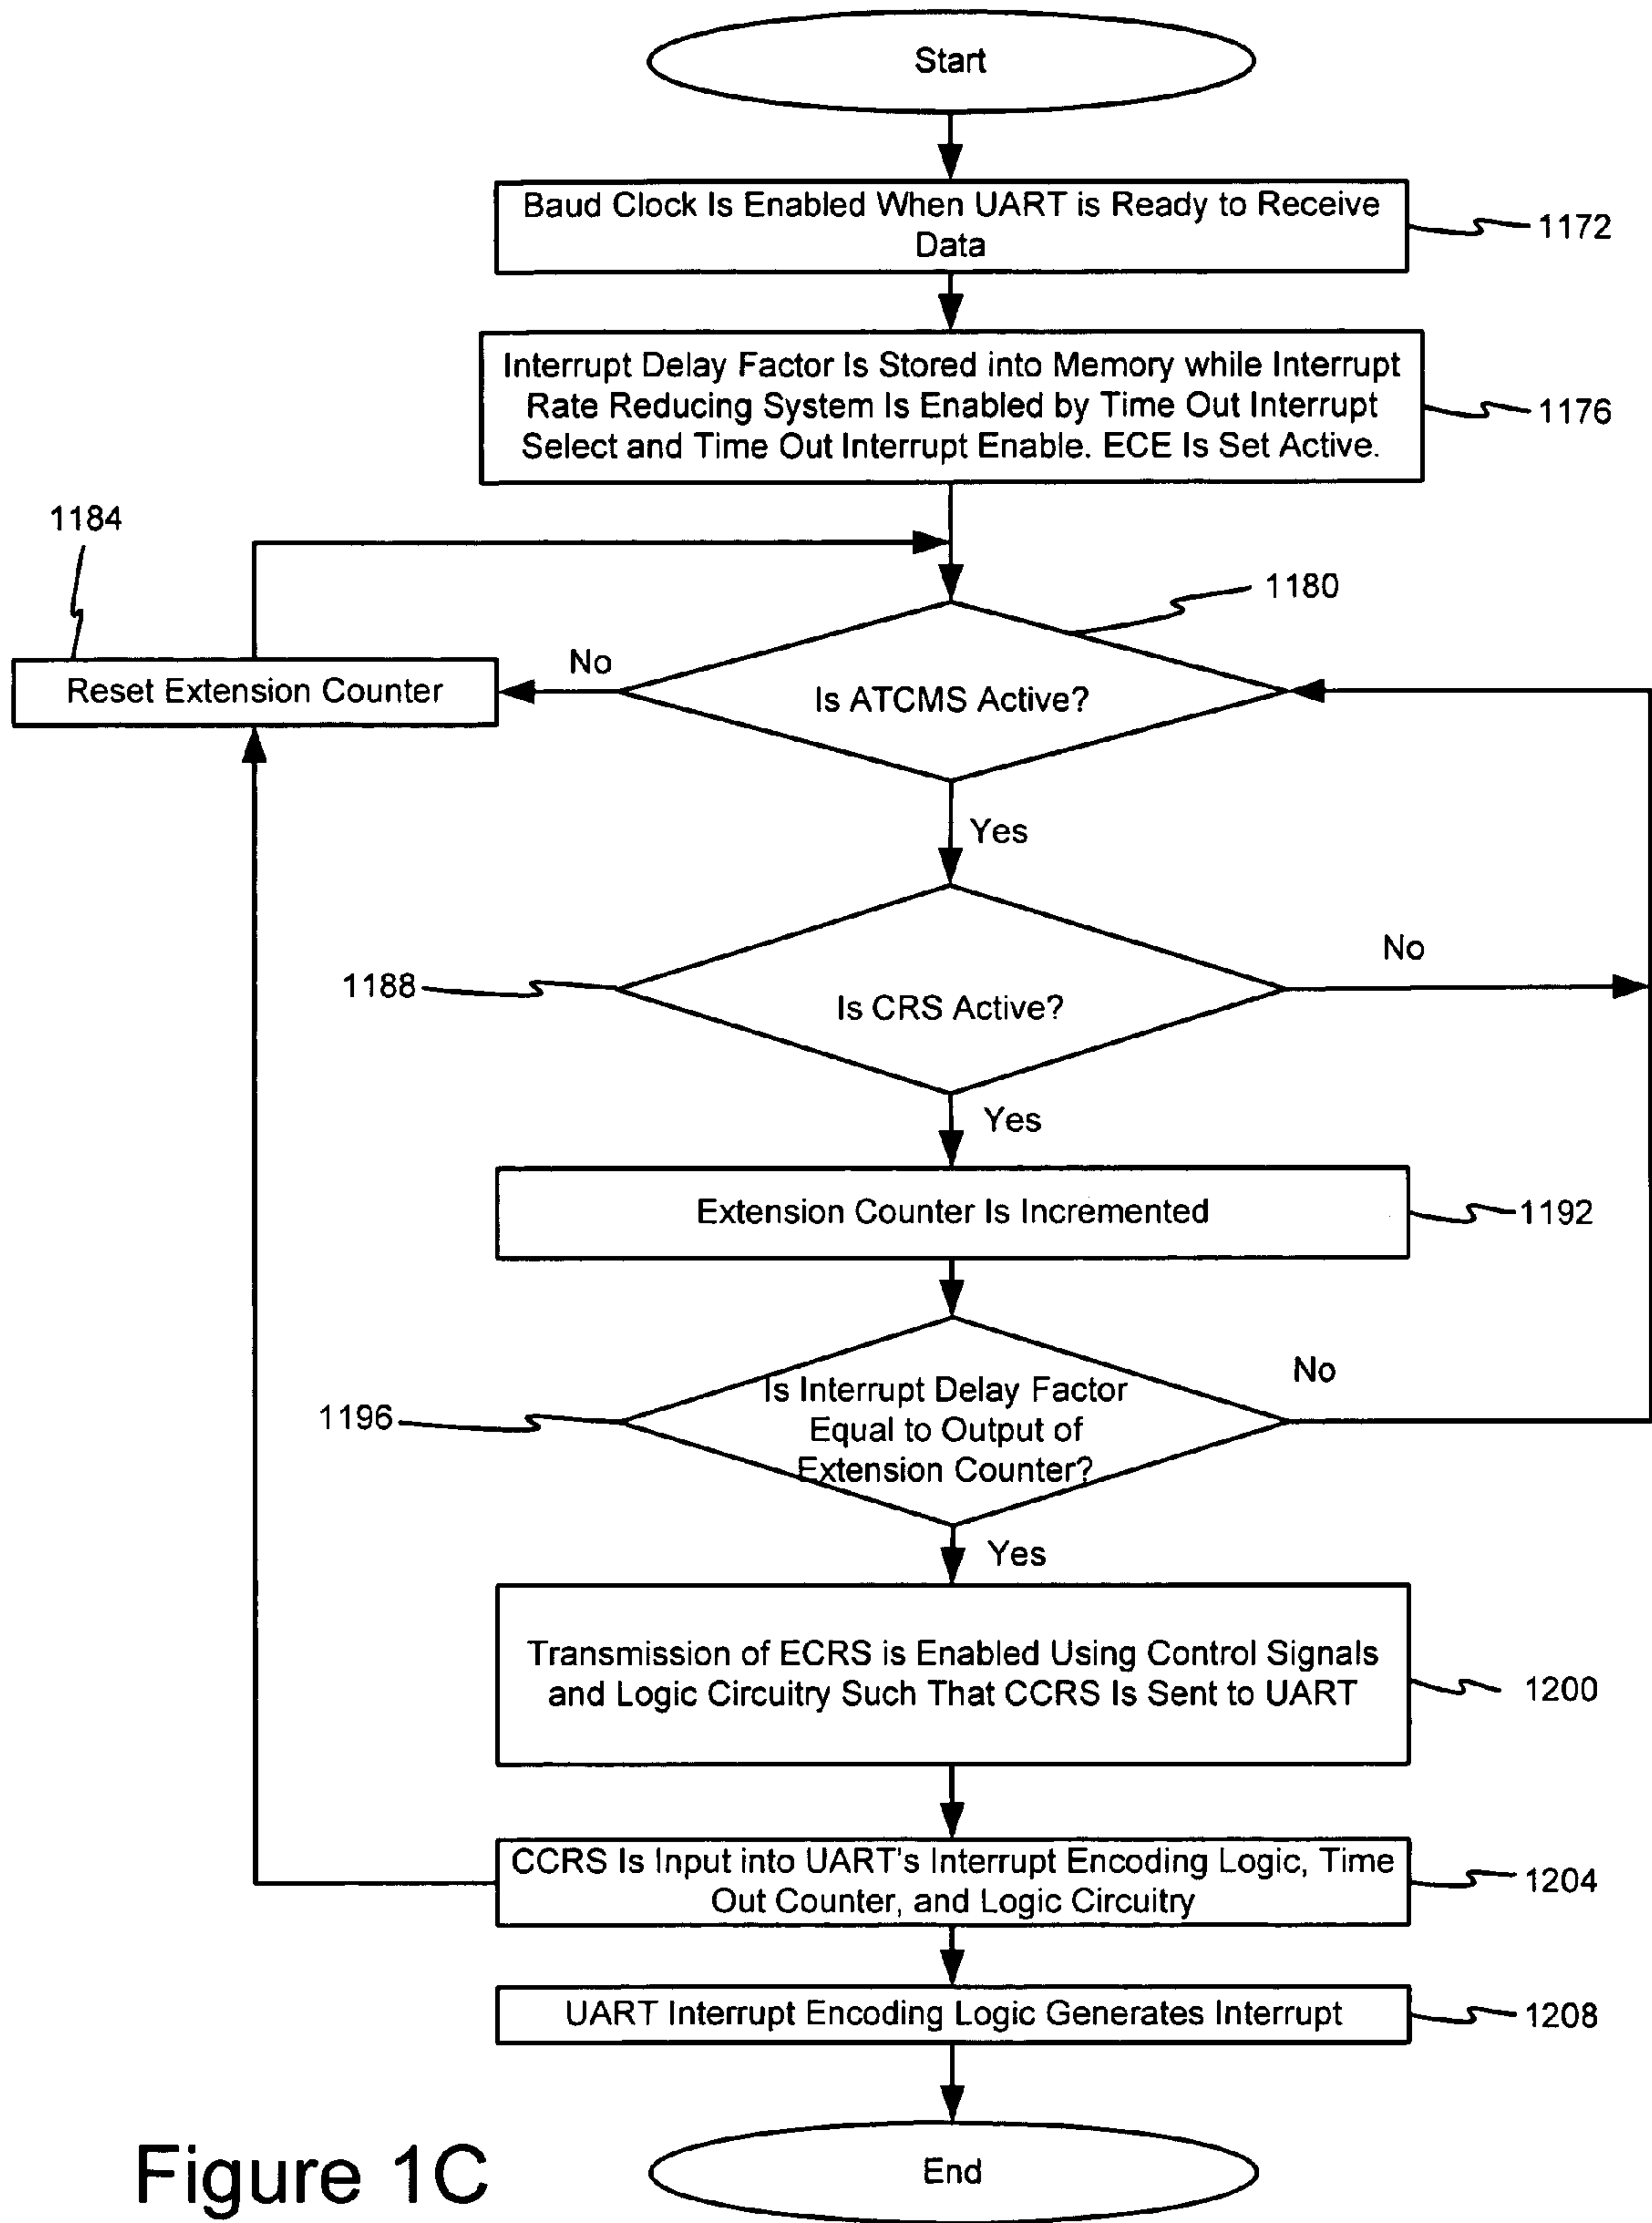 Start
Baud Clock Is Enabled When UART is Ready to Receive
Data
1172
Interrupt Delay Factor Is Stored into Memory while Interrupt
Rate Reducing System Is Enabled by Time Out Interrupt
Select and Time Out Interrupt Enable. ECE Is Set Active.
1176
1184
1180
Reset Extension Counter
No
Is ATCMS Active?
Yes
No
1188
Is CRS Active?
Yes
Extension Counter Is Incremented
1192
No
1196
Is Interrupt Delay Factor
Equal to Output of
Extension Counter?
Yes
Transmission of ECRS is Enabled Using Control Signals
and Logic Circuitry Such That CCRS Is Sent to UART
1200
CCRS Is Input into UART's Interrupt Encoding Logic, Time
Out Counter, and Logic Circuitry
1204
UART Interrupt Encoding Logic Generates Interrupt
1208
End
Figure 1C